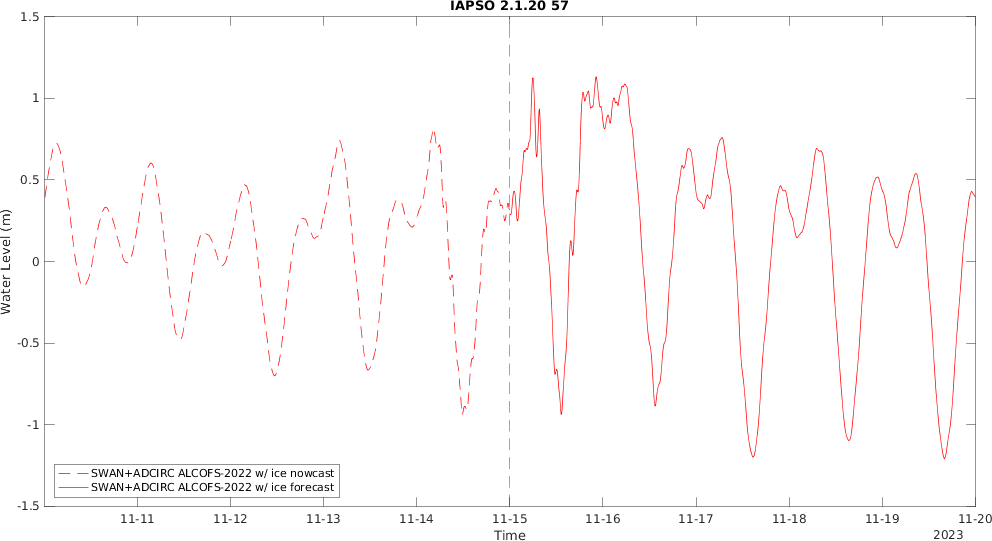 IAPSO 2.1.20 57
1.5
1
0.5
0
-0.5
-1
-1.5
Water Level (m)
SWAN+ADCIRC ALCOFS-2022 w/ ice nowcast
SWAN+ADCIRC ALCOFS-2022 w/ ice forecast
11-11 11-12 11-13 11-14 11-15 11-16 11-17 11-18 11-19 11-20
Time
2023